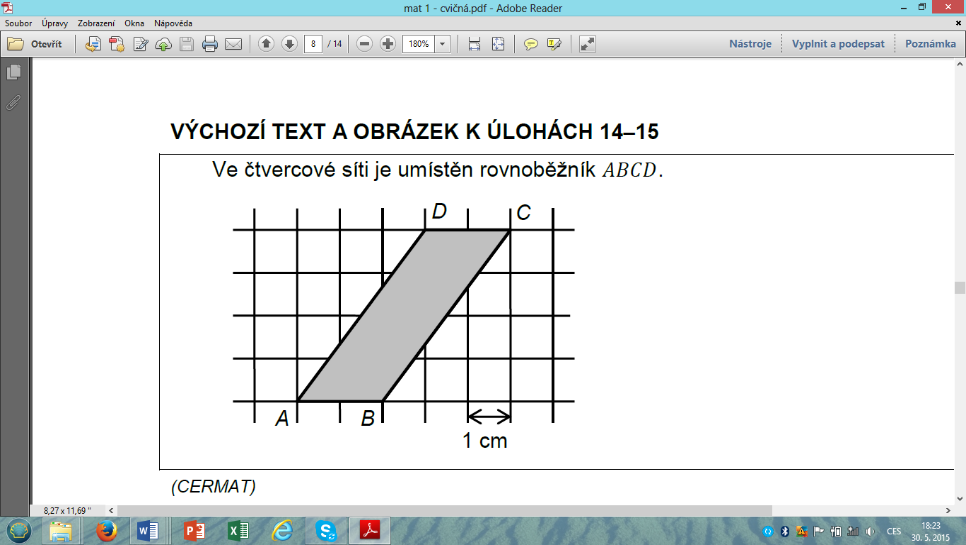 mat 1 - cvičná.pdf - Adobe Reader
Soubor Úpravy Zobrazení Okna Nápověda
Otevřít 8 / 14 180% Nástroje Vyplnit a podepsat Poznámka
VÝCHOZÍ TEXT A OBRÁZEK K ÚLOHÁCH 14–15
Ve čtvercové síti je umístěn rovnoběžník ABCD.
D C
A B
1 cm
(CERMAT)
8,27 x 11,69 "
CES 18:23
30. 5. 2015